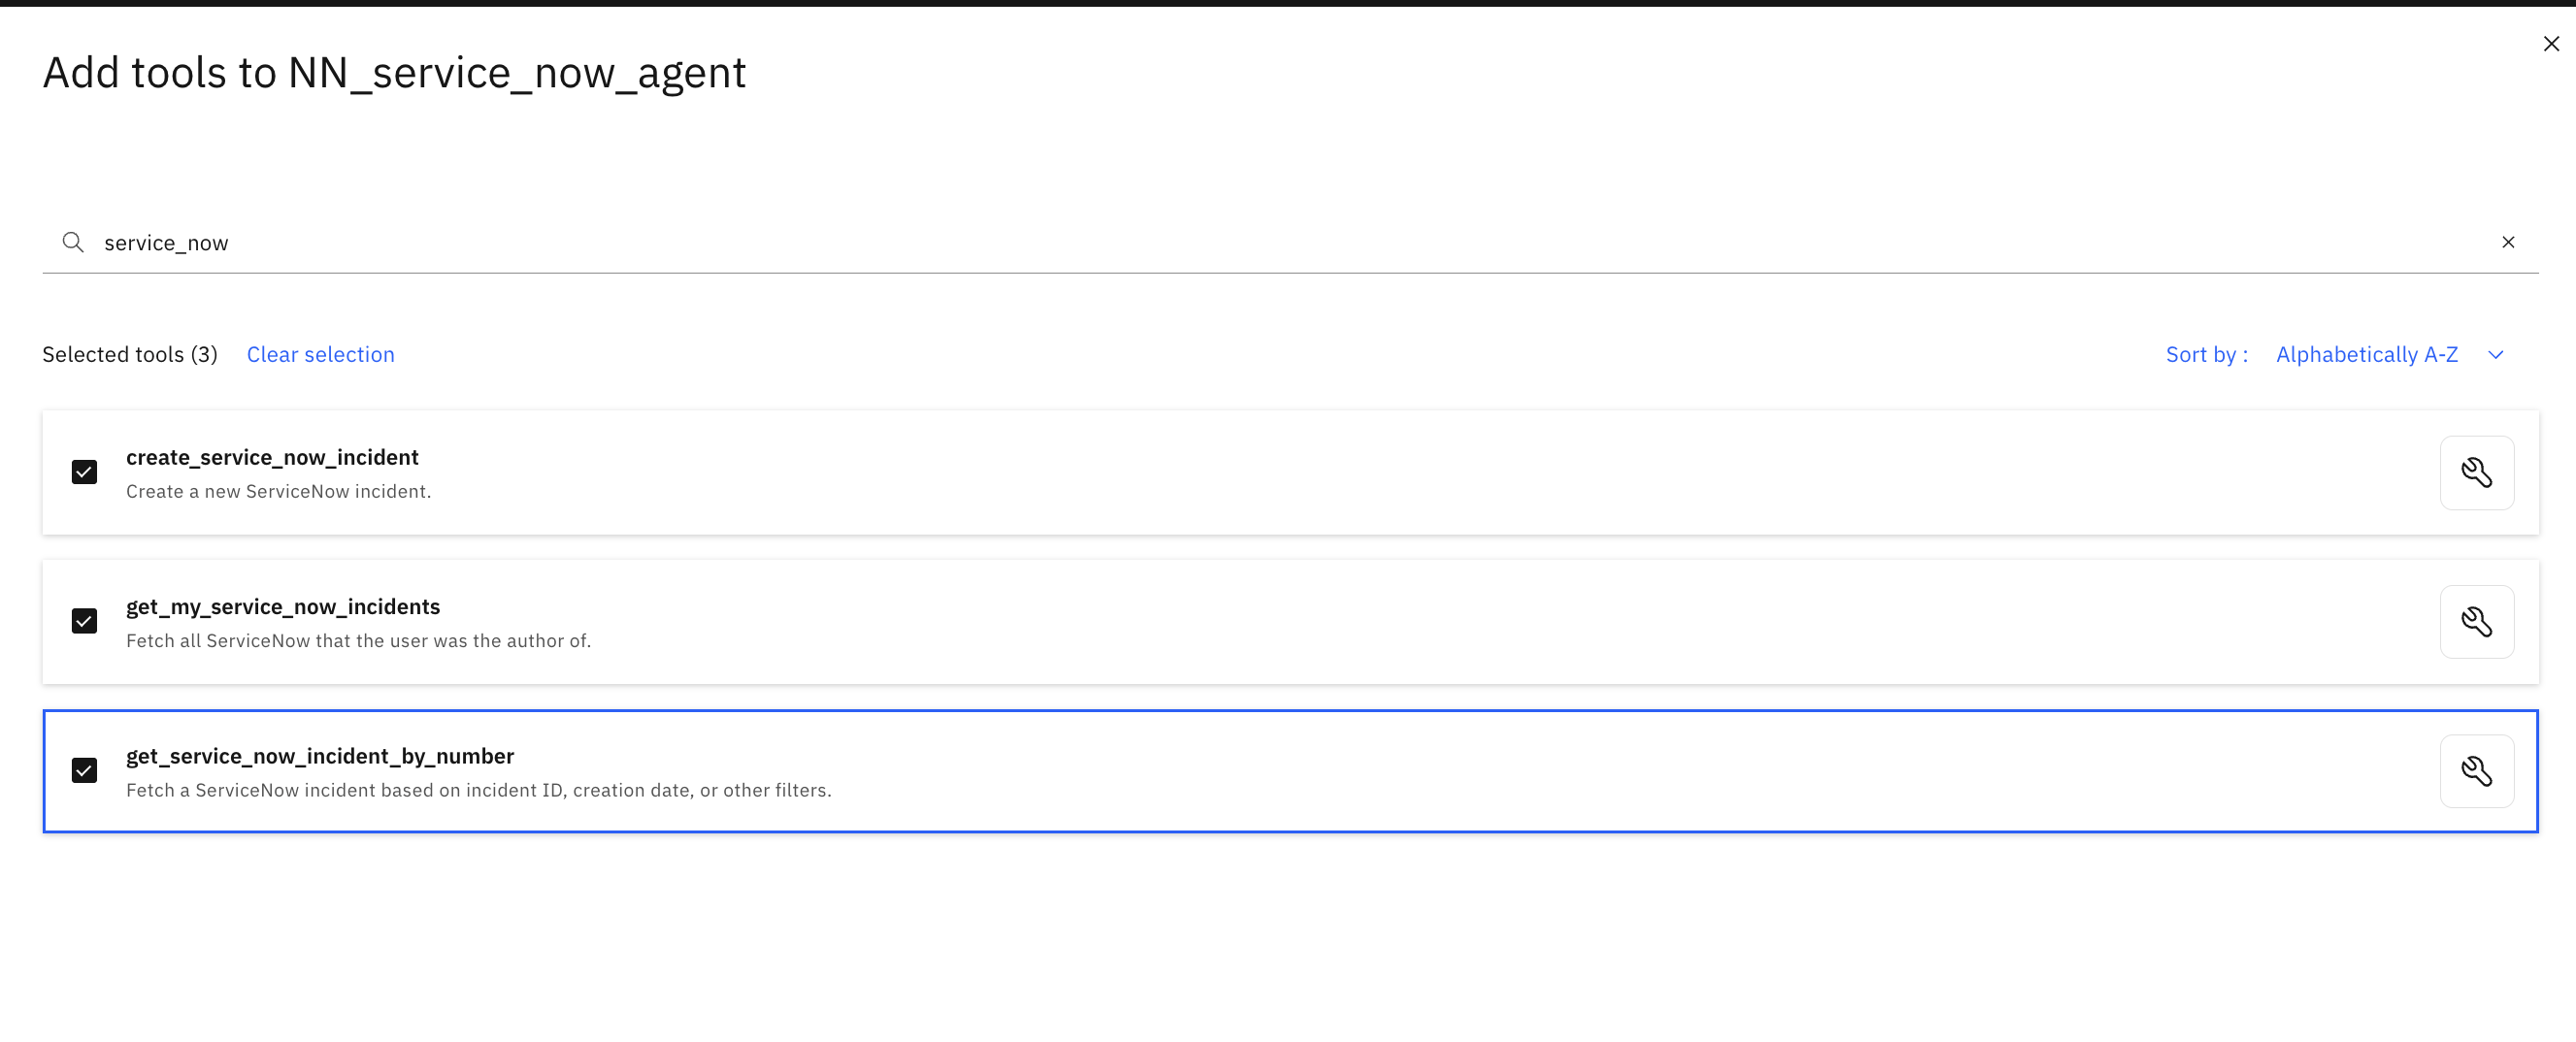 Add tools to NN_service_now_agent
service_now
Selected tools (3) Clear selection Sort by : Alphabetically A-Z
create_service_now_incident
Create a new ServiceNow incident.
get_my_service_now_incidents
Fetch all ServiceNow that the user was the author of.
get_service_now_incident_by_number
Fetch a ServiceNow incident based on incident ID, creation date, or other filters.